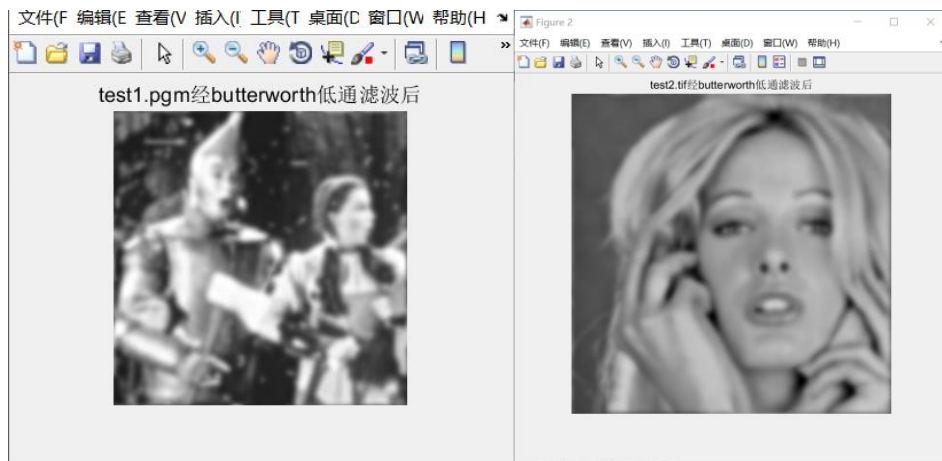 文件(F 编辑(E 查看(V 插入(I 工具(T 桌面(D 窗口(W 帮助(H
test1.pgm经butterworth低通滤波后
Figure 2
文件(F) 编辑(E) 查看(V) 插入(I) 工具(T) 桌面(D) 窗口(W) 帮助(H)
test2.tif经butterworth低通滤波后